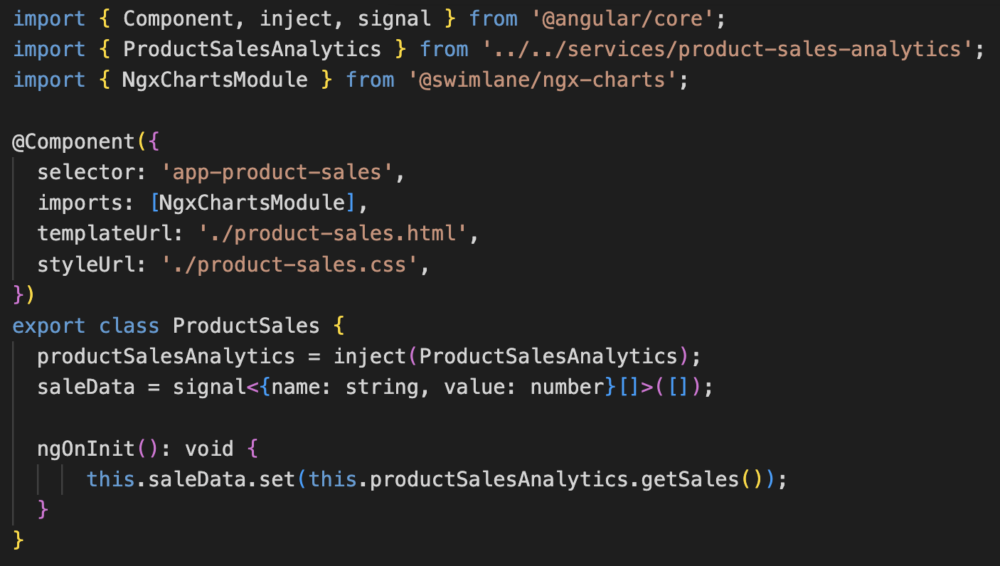 import { Component, inject, signal } from '@angular/core';
import { ProductSalesAnalytics } from '../../services/product-sales-analytics';
import { NgxChartsModule } from '@swimlane/ngx-charts';

@Component({
  selector: 'app-product-sales',
  imports: [NgxChartsModule],
  templateUrl: './product-sales.html',
  styleUrl: './product-sales.css',
})
export class ProductSales {
  productSalesAnalytics = inject(ProductSalesAnalytics);
  saleData = signal<{name: string, value: number}[]>([]);

  ngOnInit(): void {
      this.saleData.set(this.productSalesAnalytics.getSales());
  }
}